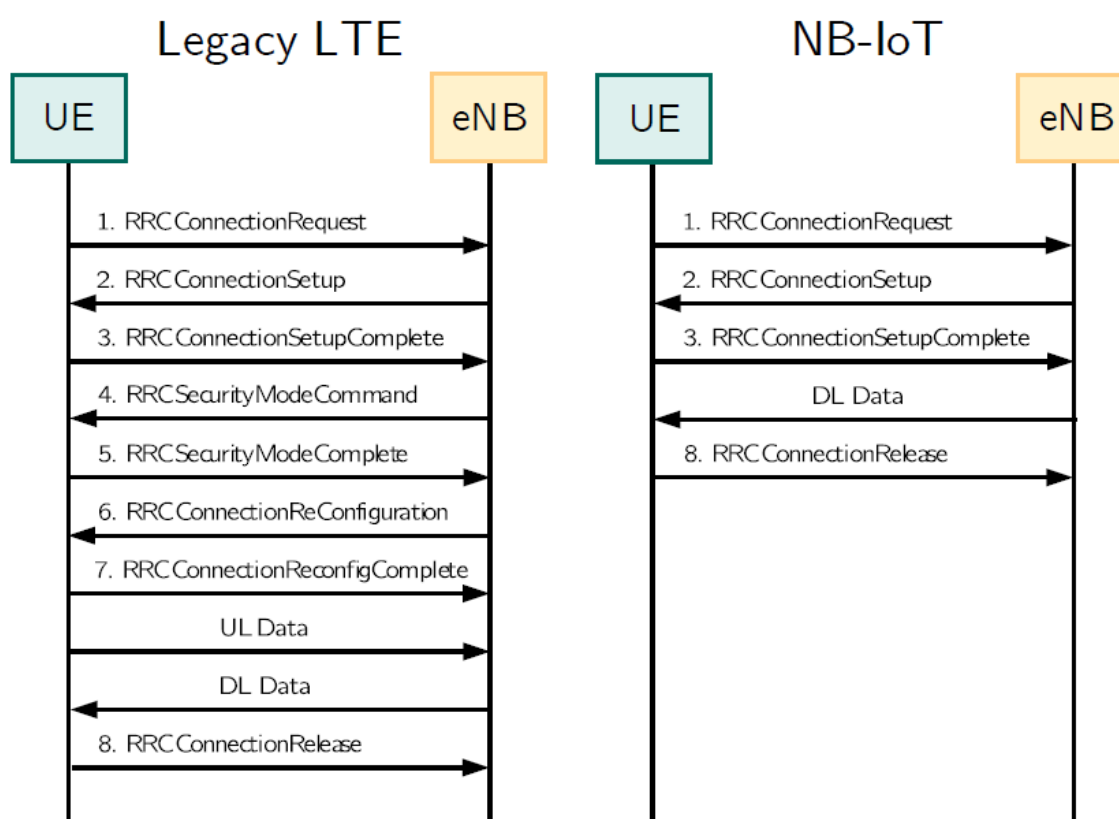 Legacy LTE
UE
eNB
1. RRCConnectionRequest
2. RRCConnectionSetup
3. RRCConnectionSetupComplete
4. RRCSecurityModeCommand
5. RRCSecurityModeComplete
6. RRCConnectionReConfiguration
7. RRCConnectionReconfigComplete
UL Data
DL Data
8. RRCConnectionRelease
NB-IoT
UE
eNB
1. RRCConnectionRequest
2. RRCConnectionSetup
3. RRCConnectionSetupComplete
DL Data
8. RRCConnectionRelease